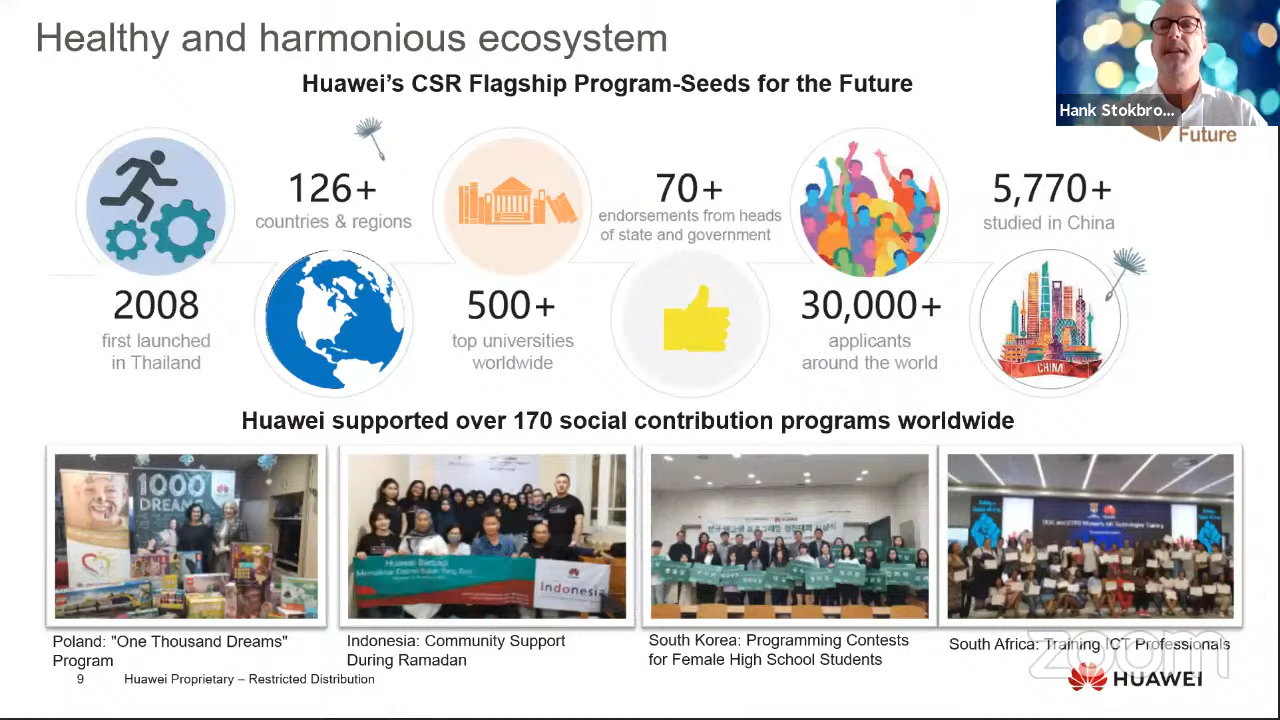 Healthy and harmonious ecosystem
Huawei's CSR Flagship Program-Seeds for the Future
Hank Stokbro...
Future
126+
countries & regions
70+
endorsements from heads
of state and government
5,770+
studied in China
2008
first launched
in Thailand
500+
top universities
worldwide
30,000+
applicants
around the world
CHINA
Huawei supported over 170 social contribution programs worldwide
1000
DREAMS
HUAWEI
Huawei Berbagi
indonesia
Poland: "One Thousand Dreams"
Program
Indonesia: Community Support
During Ramadan
South Korea: Programming Contests
for Female High School Students
South Africa: Training ICT Professionals
zoom
9
Huawei Proprietary – Restricted Distribution
HUAWEI